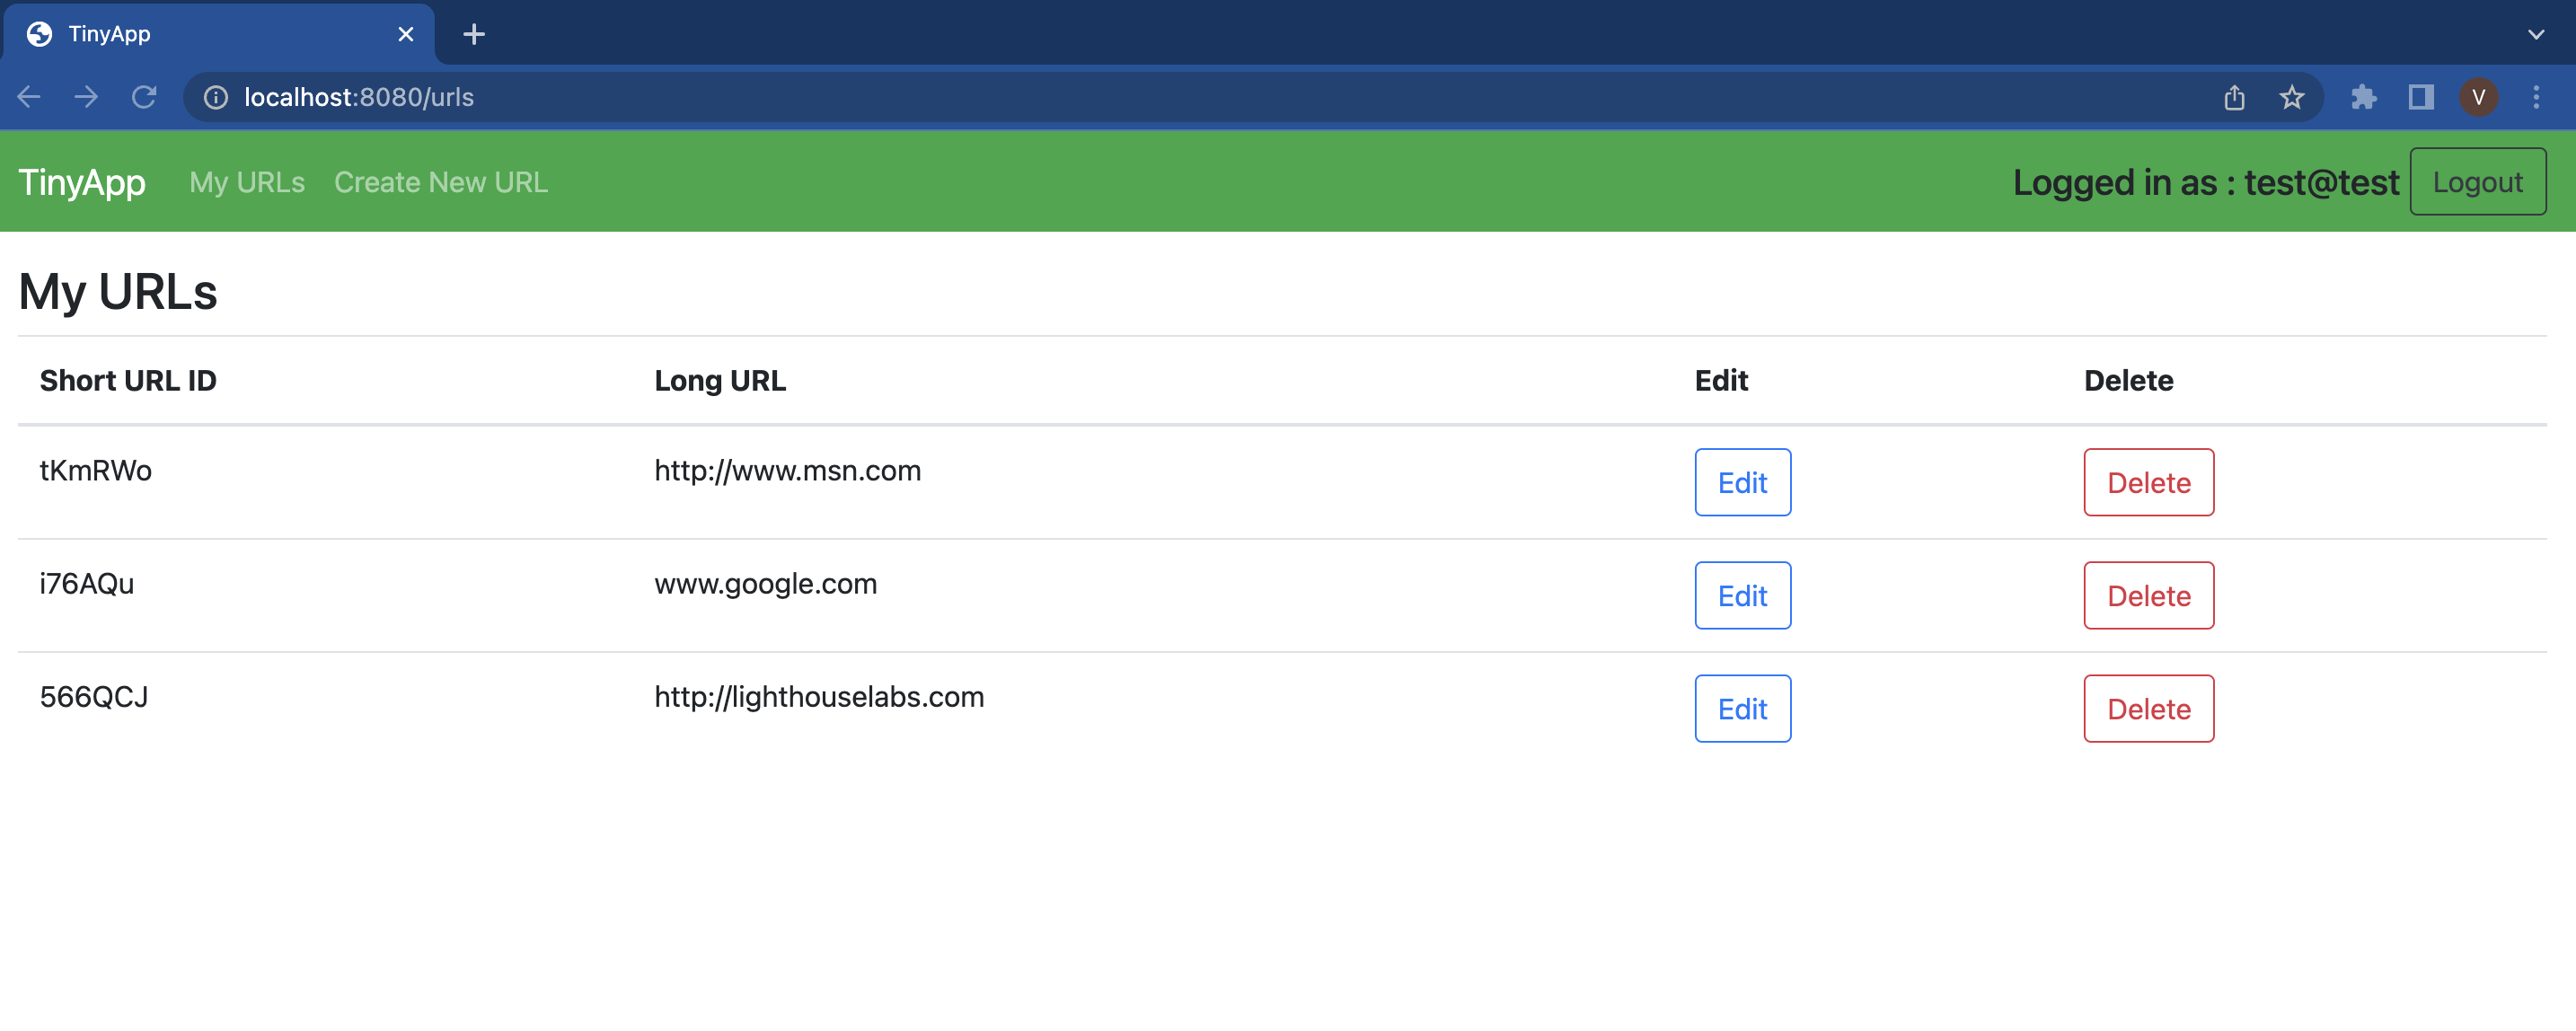 TinyApp
localhost:8080/urls
V
TinyApp My URLs Create New URL Logged in as : test@test Logout
My URLs
Short URL ID Long URL Edit Delete
tKmRWo http://www.msn.com Edit Delete
i76AQu www.google.com Edit Delete
566QCJ http://lighthouselabs.com Edit Delete